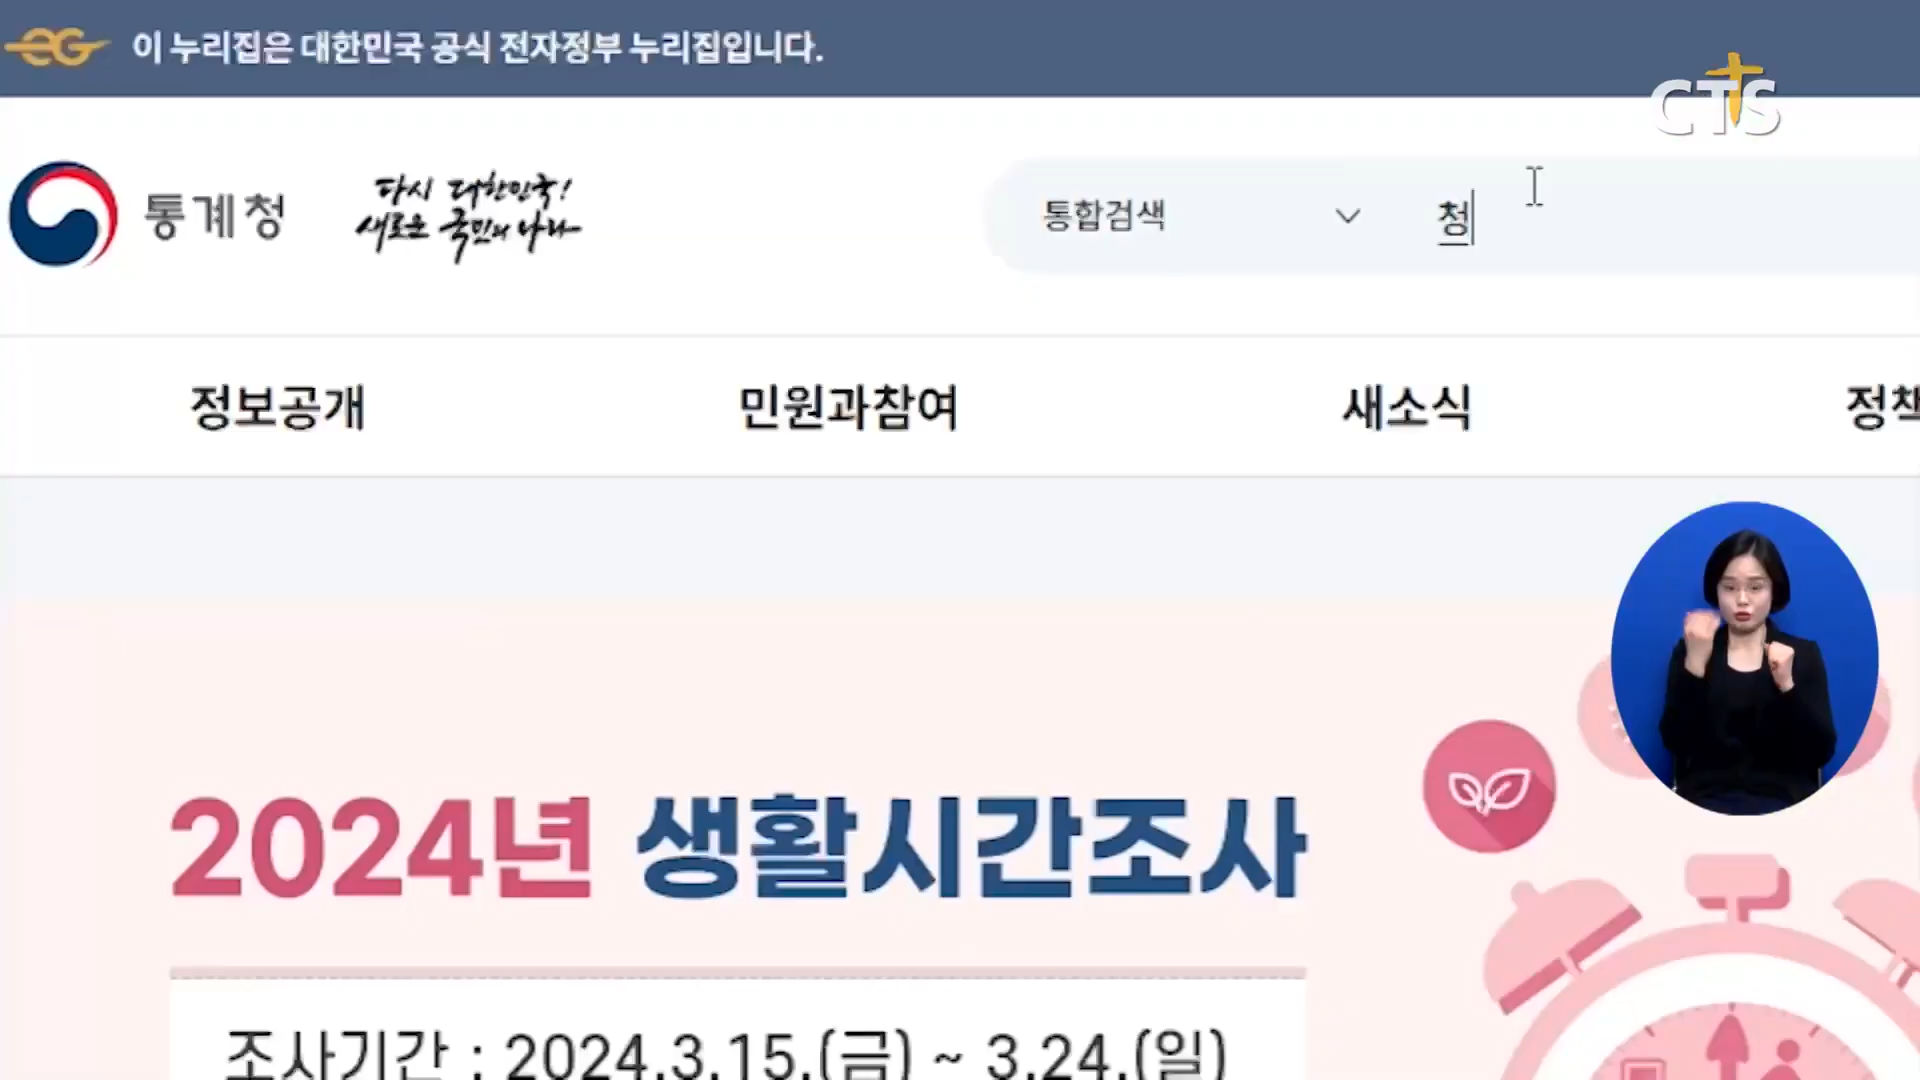 이 누리집은 대한민국 공식 전자정부 누리집입니다.
CTS
통계청
다시 대한민국!
새로운 국민의 나라
통합검색
청
정보공개
민원과참여
새소식
정책
2024년 생활시간조사
조사기간 : 2024.3.15.(금) ~ 3.24.(일)